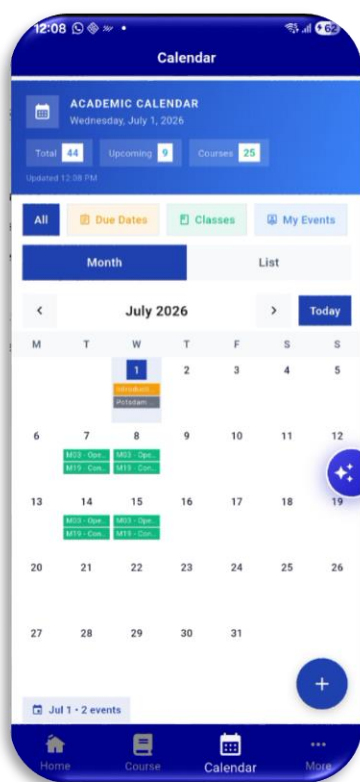 12:08 62
Calendar
ACADEMIC CALENDAR
Wednesday, July 1, 2026
Total 44 Upcoming 9 Courses 25
Updated 12:08 PM
All Due Dates Classes My Events
Month List
< July 2026 > Today
M T W T F S S
1 2 3 4 5
Introduct...
Potsdam ...
6 7 8 9 10 11 12
M03 - Ope... M03 - Ope...
M19 - Con... M19 - Con...
13 14 15 16 17 18 19
M03 - Ope... M03 - Ope...
M19 - Con... M19 - Con...
20 21 22 23 24 25 26
27 28 29 30 31
+
Jul 1 • 2 events
Home Course Calendar More